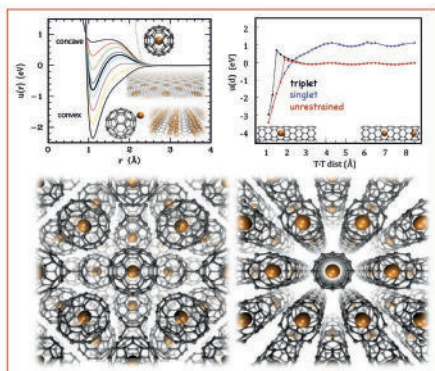 u(r) (eV)
1
0
-1
-2
concave
convex
0
1
2
3
4
r (Å)
u(d) [eV]
2
1
0
-1
-2
-3
-4
triplet
singlet
unrestrained
1
2
3
4
5
6
7
8
T-T dist (Å)